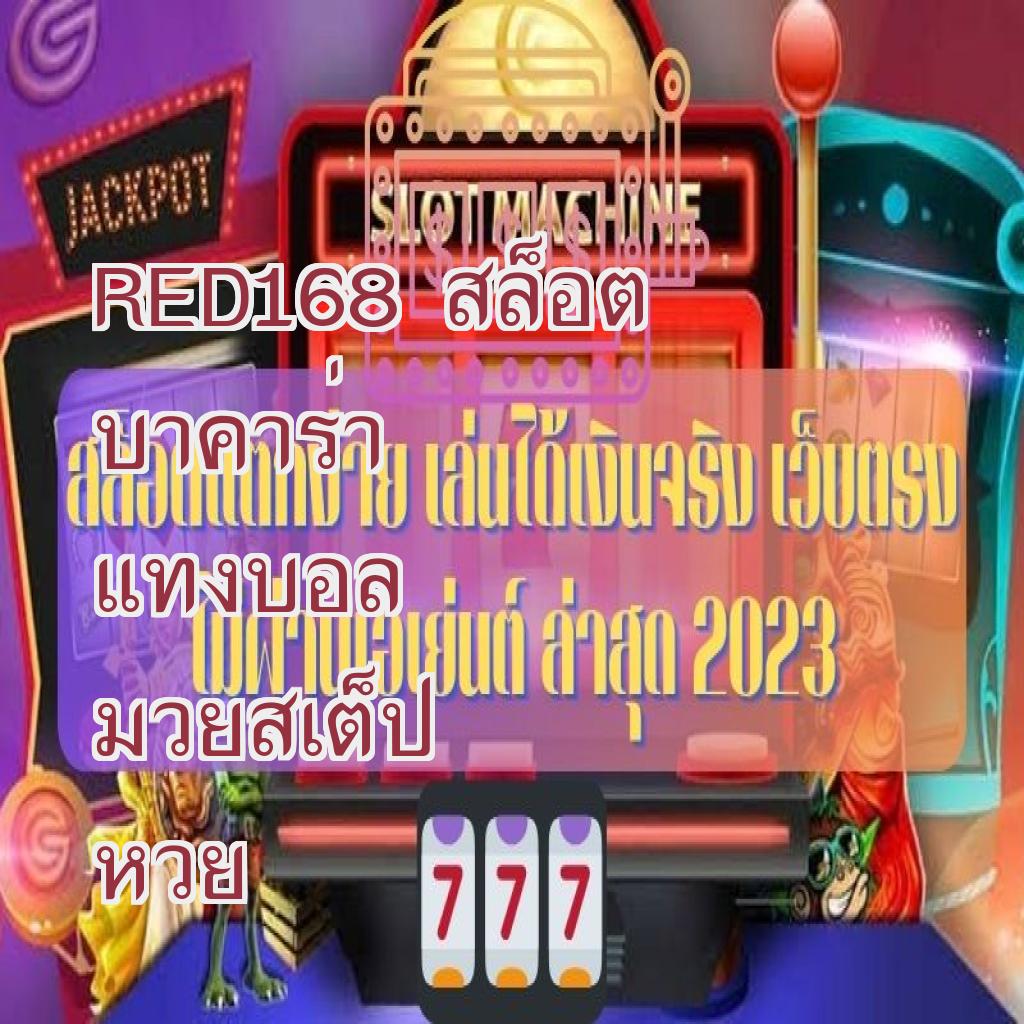 JACKPOT
SLOT MACHINE
RED168 สล็อต
บาคาร่า
แทงบอล
มวยสเต็ป
หวย
สล็อตแตกง่าย เล่นได้เงินจริง เว็บตรง
ไม่ผ่านเอเย่นต์ ล่าสุด 2023
777